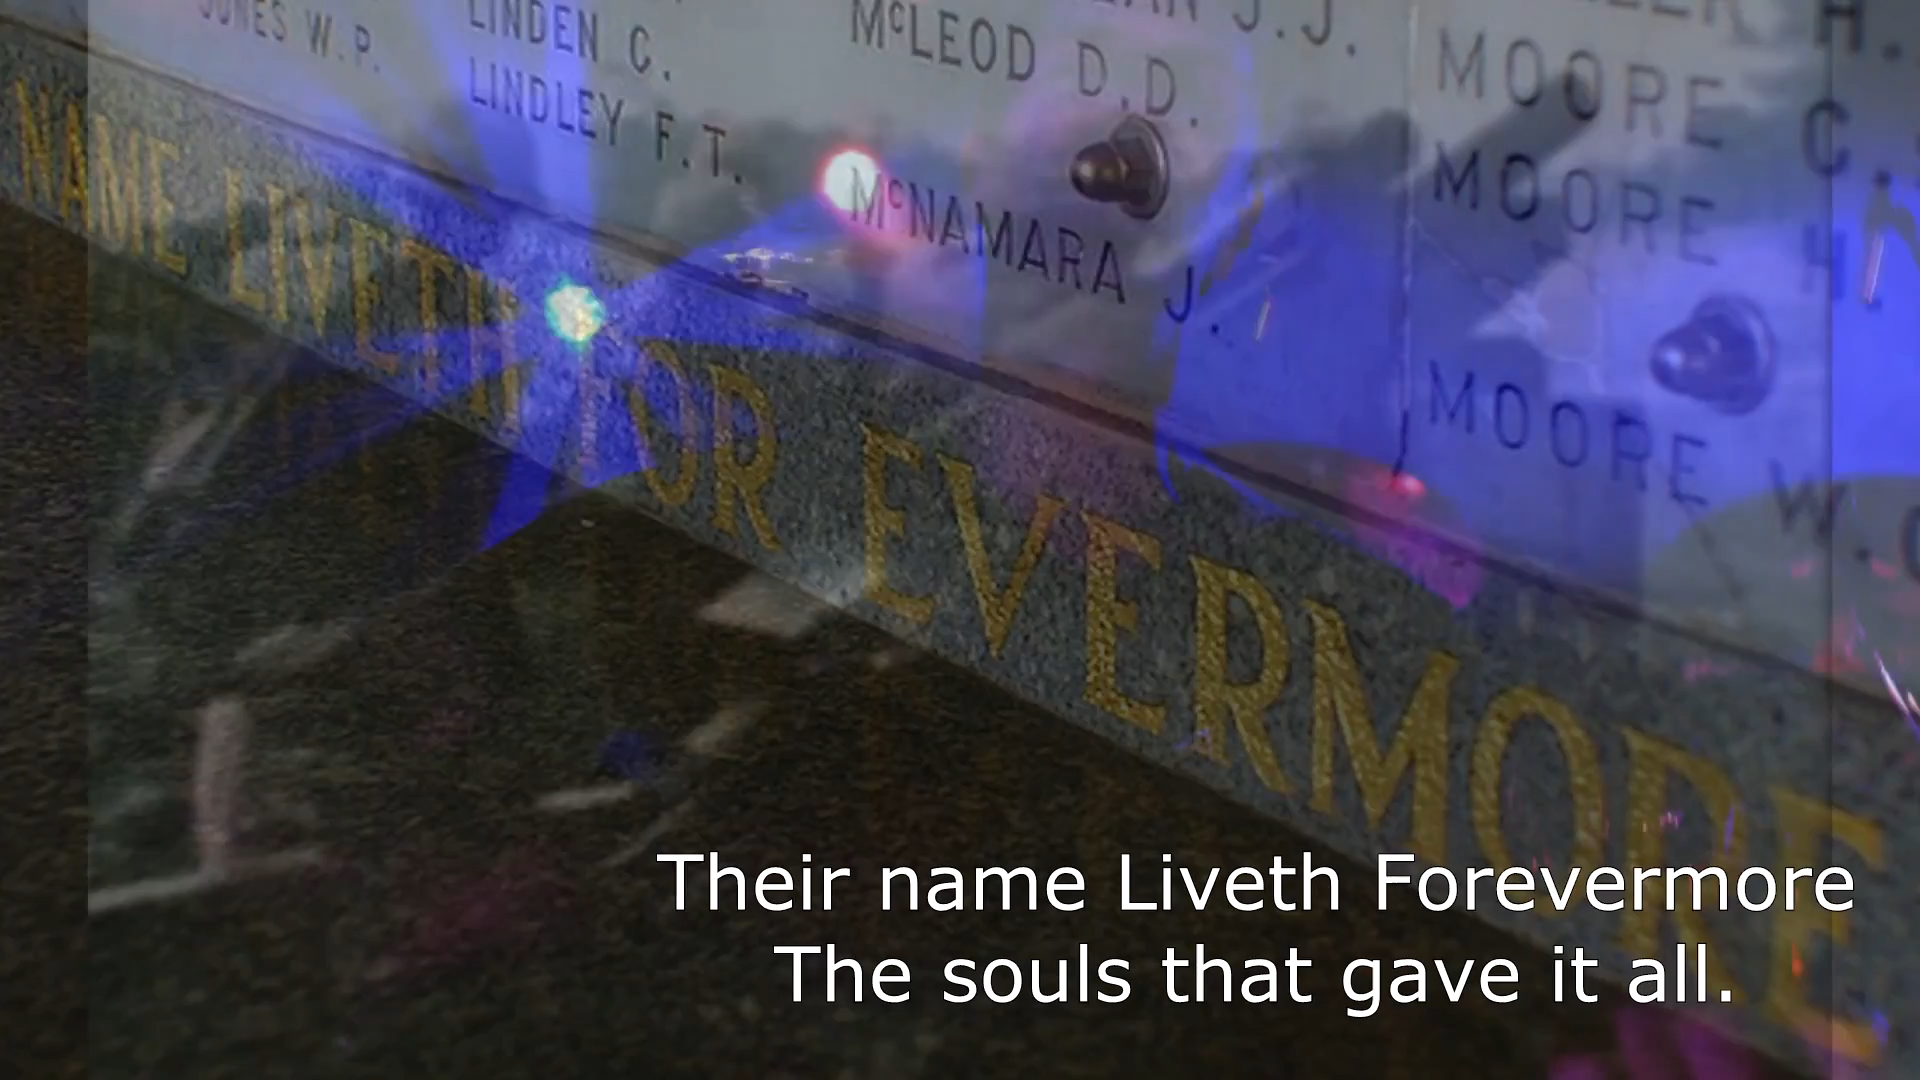 JONES W.P.
LINDEN C.
LINDLEY F.T.
J.J.
McLEOD D.D.
McNAMARA J.
H.
MOORE C.
MOORE H.
MOORE W.
NAME LIVETH FOR EVERMORE
Their name Liveth Forevermore
The souls that gave it all.